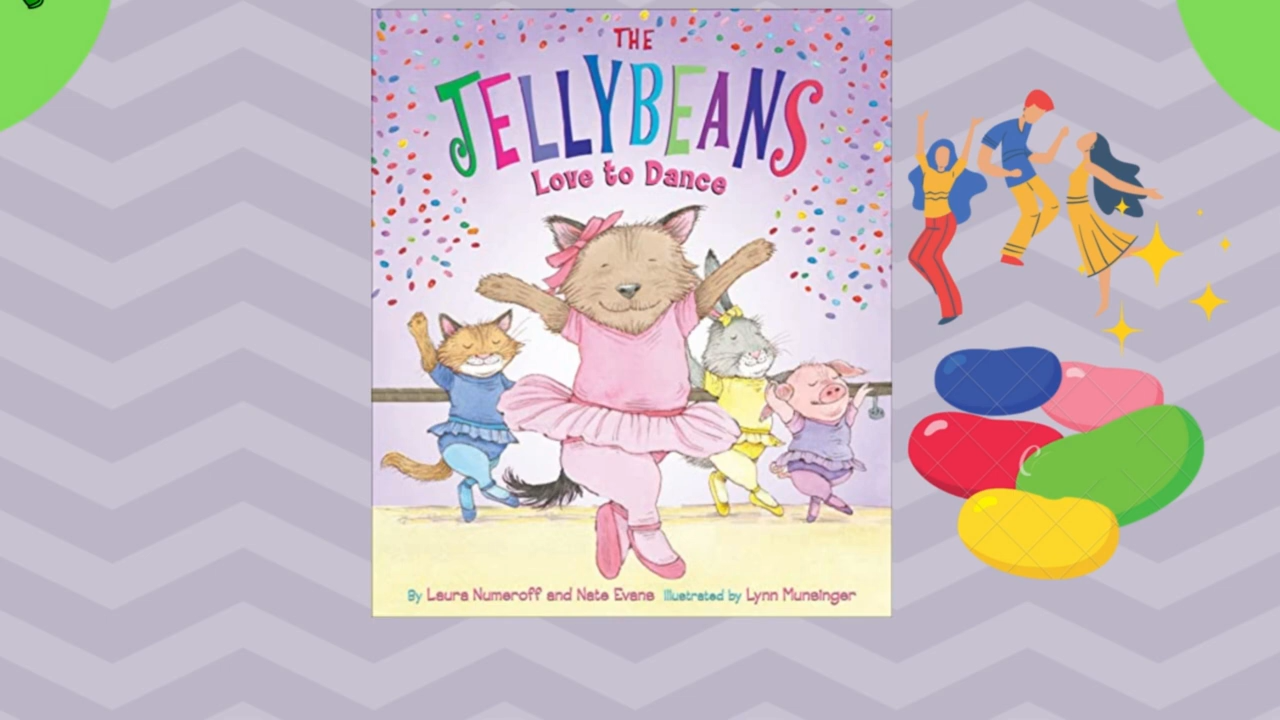 THE
JELLYBEANS
Love to Dance
By Laura Numeroff and Nate Evans Illustrated by Lynn Munsinger